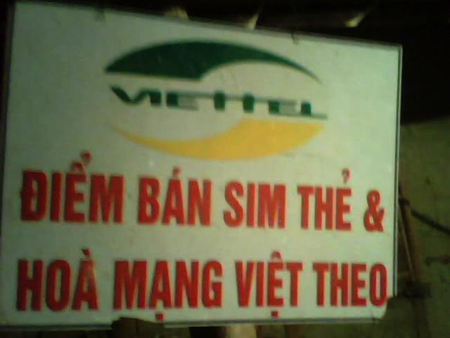 VIETTEL
ĐIỂM BÁN SIM THẺ &
HOÀ MẠNG VIỆT THEO